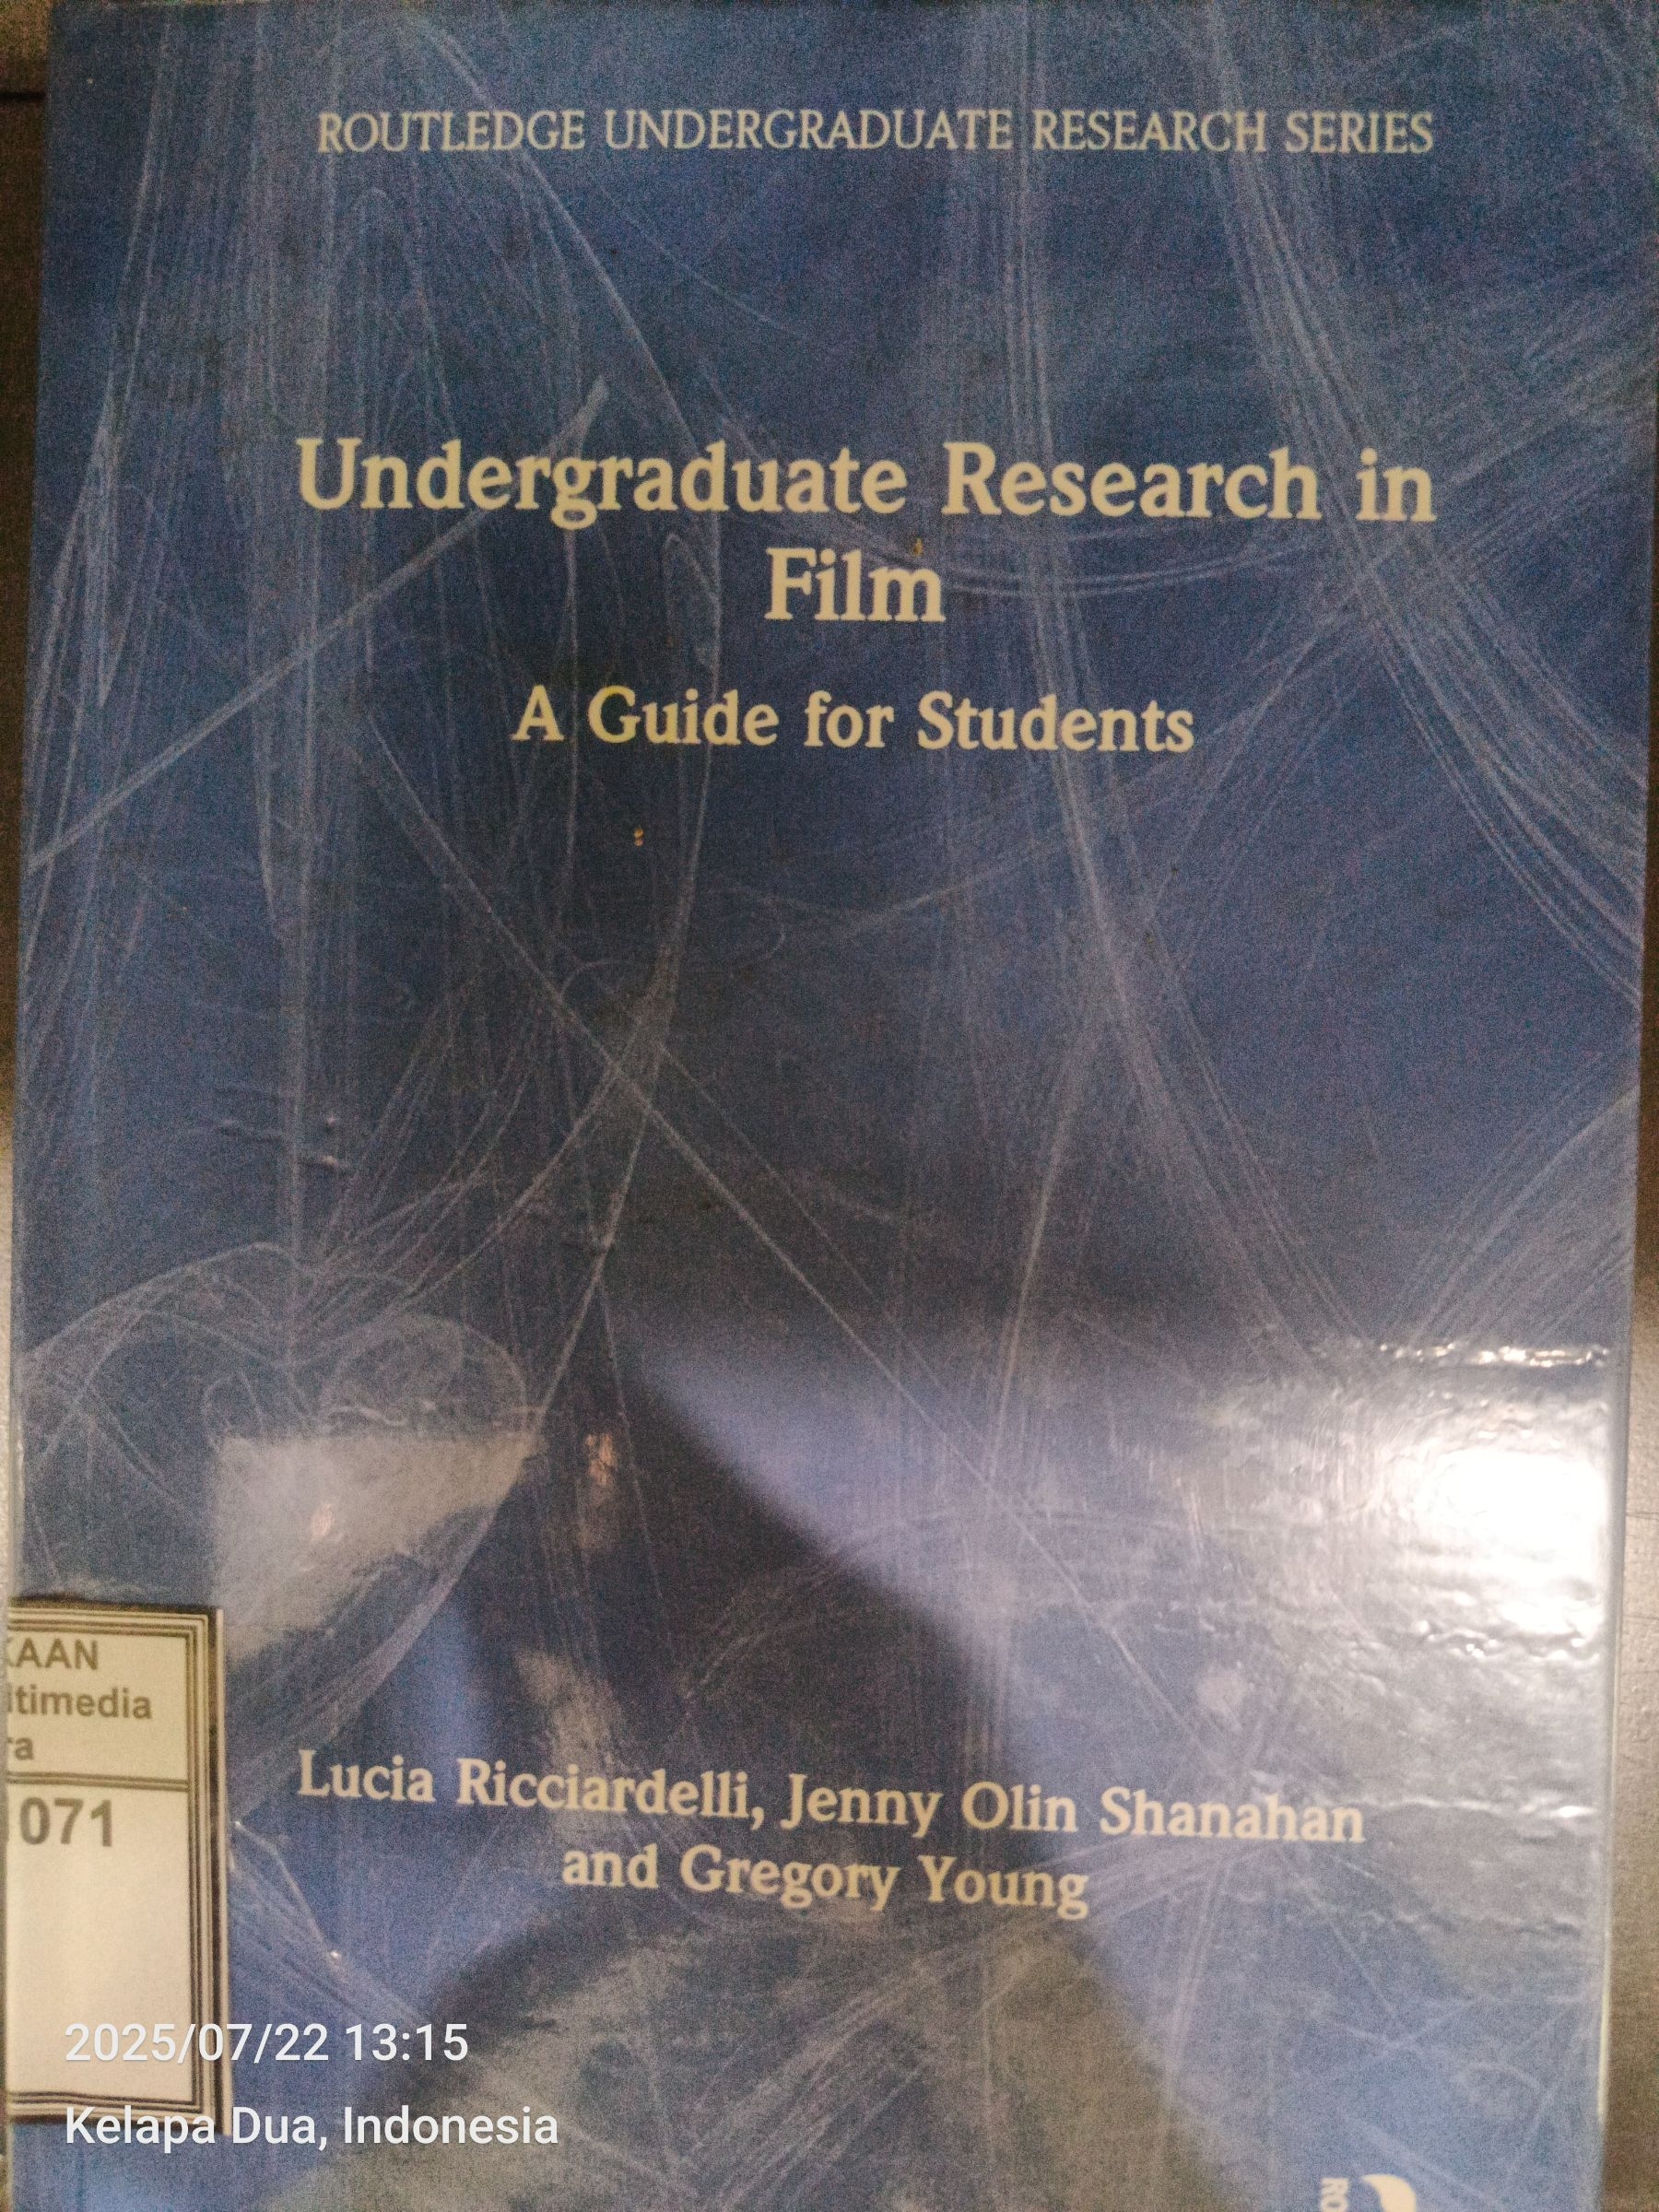 ROUTLEDGE UNDERGRADUATE RESEARCH SERIES
Undergraduate Research in
Film
A Guide for Students
Lucia Ricciardelli, Jenny Olin Shanahan
and Gregory Young
KAAN
ltimedia
ra
071
2025/07/22 13:15
Kelapa Dua, Indonesia
RO